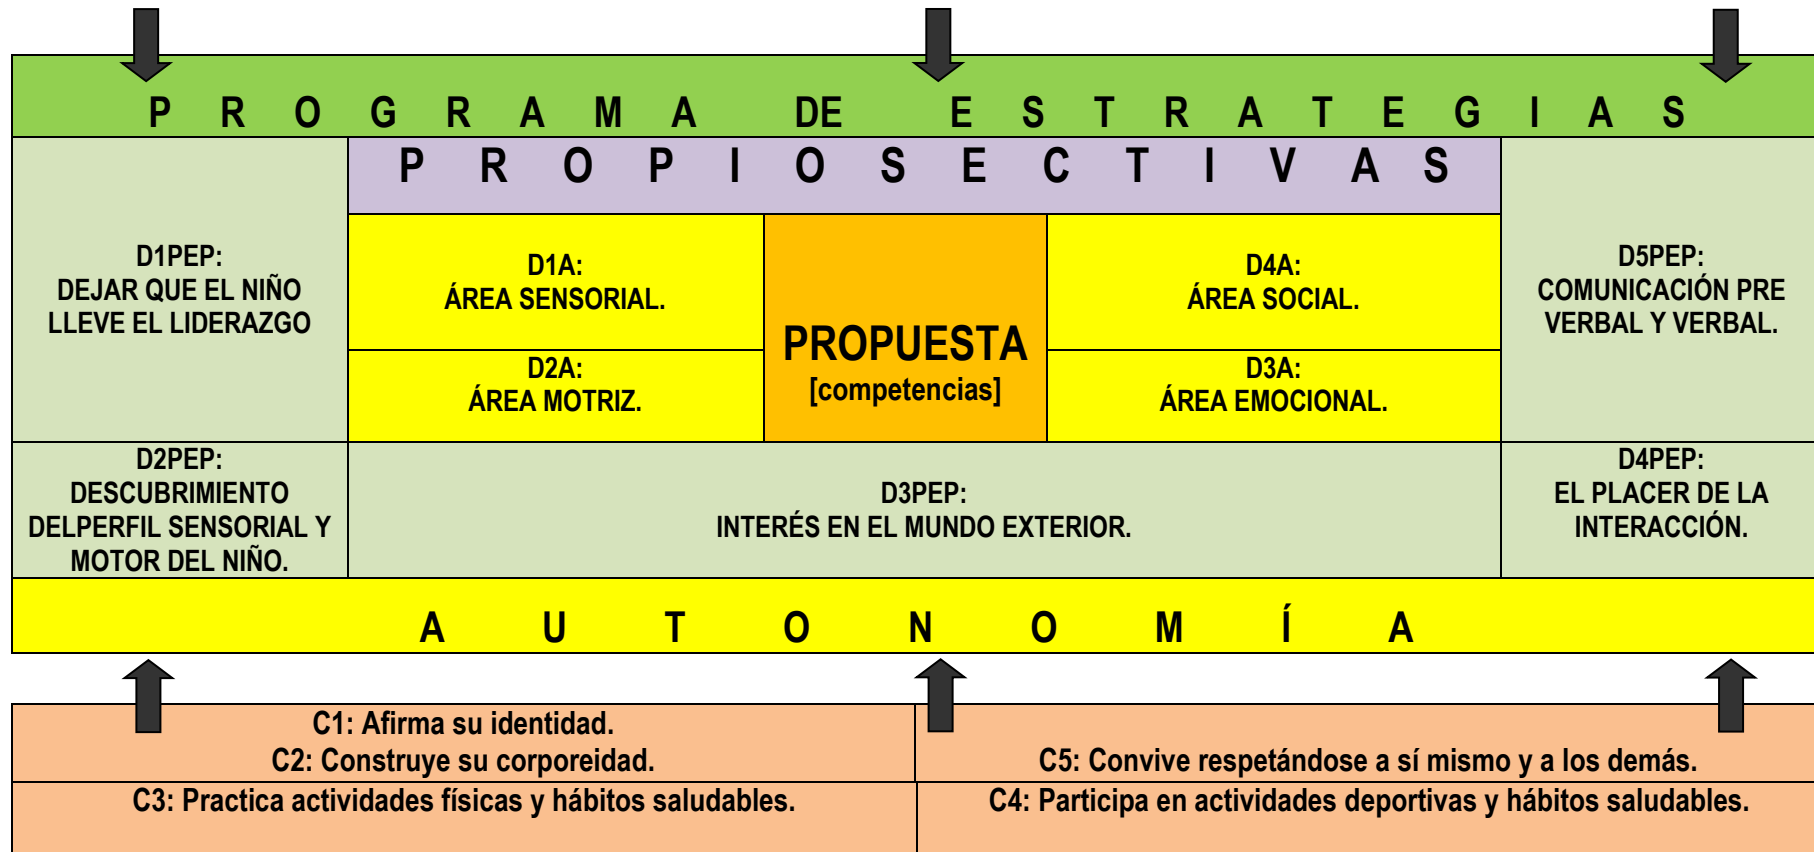 P R O G R A M A DE E S T R A T E G I A S
P R O P I O S E C T I V A S
D1PEP:
DEJAR QUE EL NIÑO
LLEVE EL LIDERAZGO
D1A:
ÁREA SENSORIAL.
D2A:
ÁREA MOTRIZ.
PROPUESTA
[competencias]
D4A:
ÁREA SOCIAL.
D3A:
ÁREA EMOCIONAL.
D5PEP:
COMUNICACIÓN PRE
VERBAL Y VERBAL.
D2PEP:
DESCUBRIMIENTO
DELPERFIL SENSORIAL Y
MOTOR DEL NIÑO.
D3PEP:
INTERÉS EN EL MUNDO EXTERIOR.
D4PEP:
EL PLACER DE LA
INTERACCIÓN.
A U T O N O M Í A
C1: Afirma su identidad.
C2: Construye su corporeidad.
C5: Convive respetándose a sí mismo y a los demás.
C3: Practica actividades físicas y hábitos saludables.
C4: Participa en actividades deportivas y hábitos saludables.